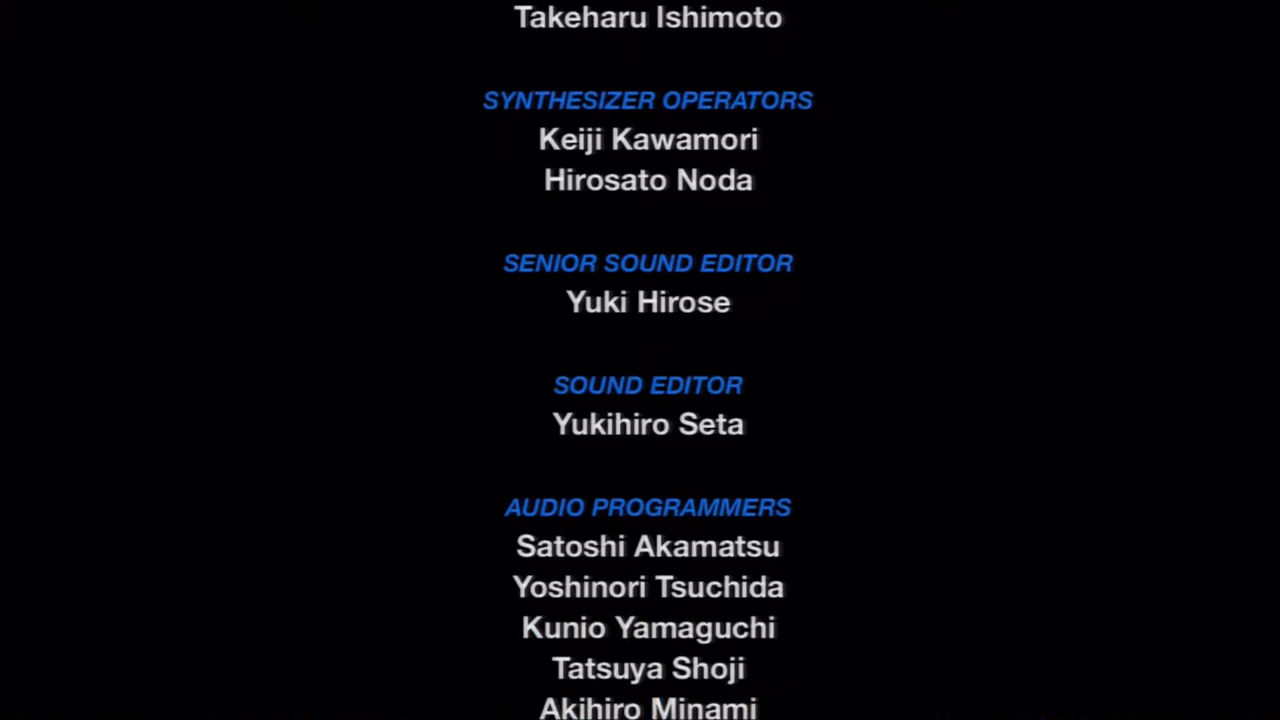 Takeharu Ishimoto
SYNTHESIZER OPERATORS
Keiji Kawamori
Hirosato Noda
SENIOR SOUND EDITOR
Yuki Hirose
SOUND EDITOR
Yukihiro Seta
AUDIO PROGRAMMERS
Satoshi Akamatsu
Yoshinori Tsuchida
Kunio Yamaguchi
Tatsuya Shoji
Akihiro Minami